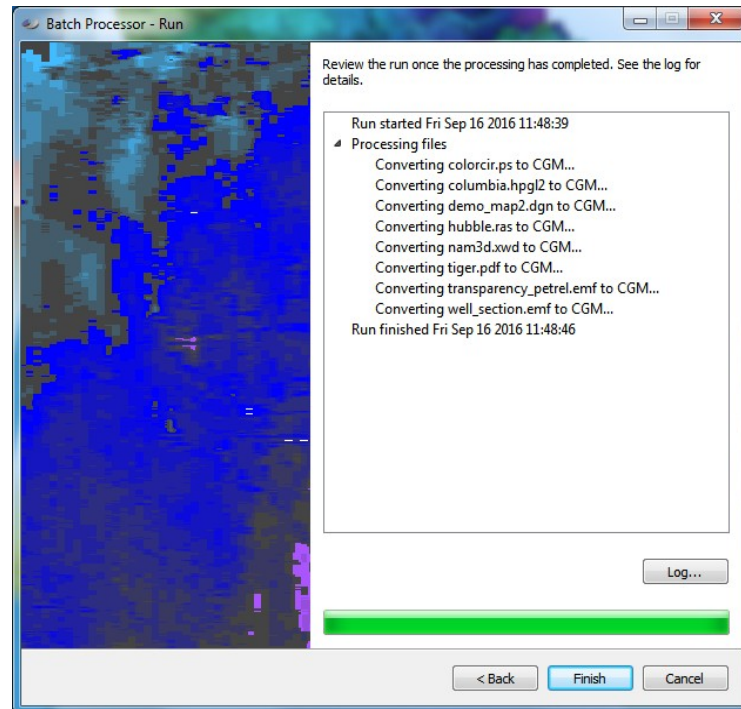 Batch Processor - Run
Review the run once the processing has completed. See the log for
details.
Run started Fri Sep 16 2016 11:48:39
Processing files
Converting colorcir.ps to CGM...
Converting columbia.hpgl2 to CGM...
Converting demo_map2.dgn to CGM...
Converting hubble.ras to CGM...
Converting nam3d.xwd to CGM...
Converting tiger.pdf to CGM...
Converting transparency_petrel.emf to CGM...
Converting well_section.emf to CGM...
Run finished Fri Sep 16 2016 11:48:46
Log...
< Back Finish Cancel